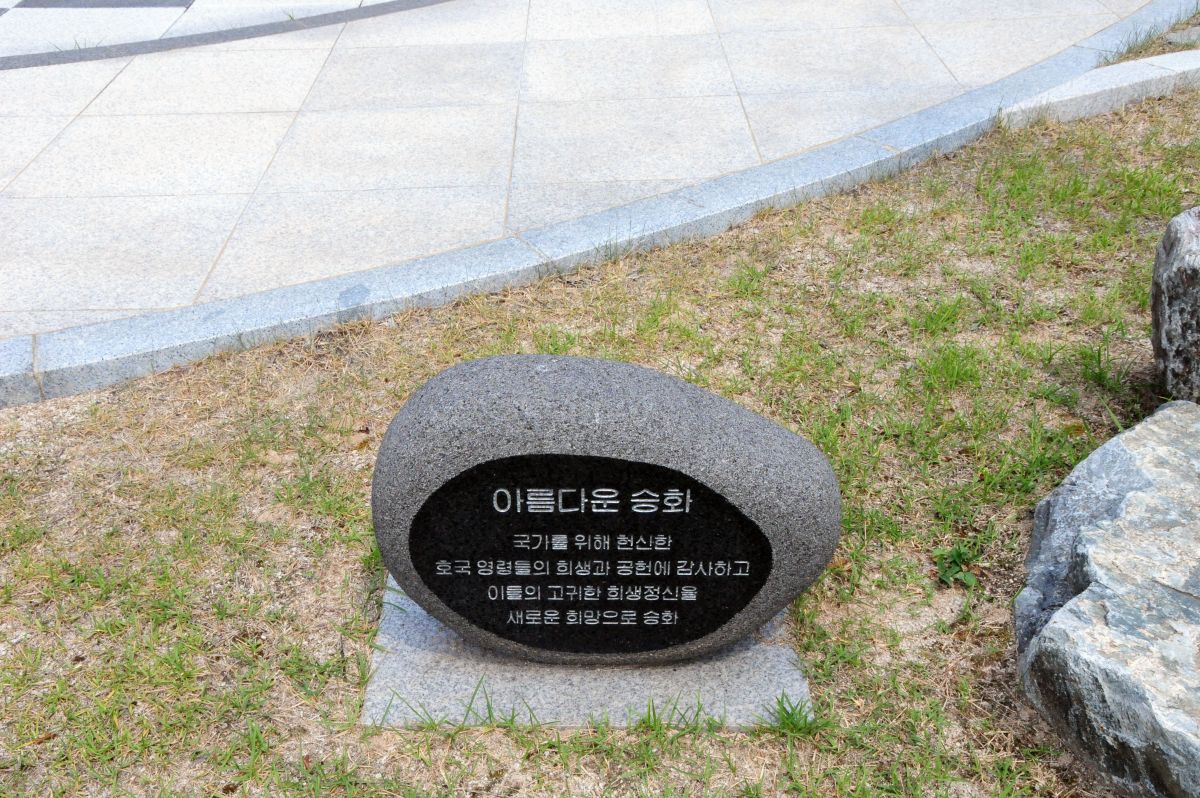 아름다운 승화
국가를 위해 헌신한
호국 영령들의 희생과 공헌에 감사하고
이들의 고귀한 희생정신을
새로운 희망으로 승화